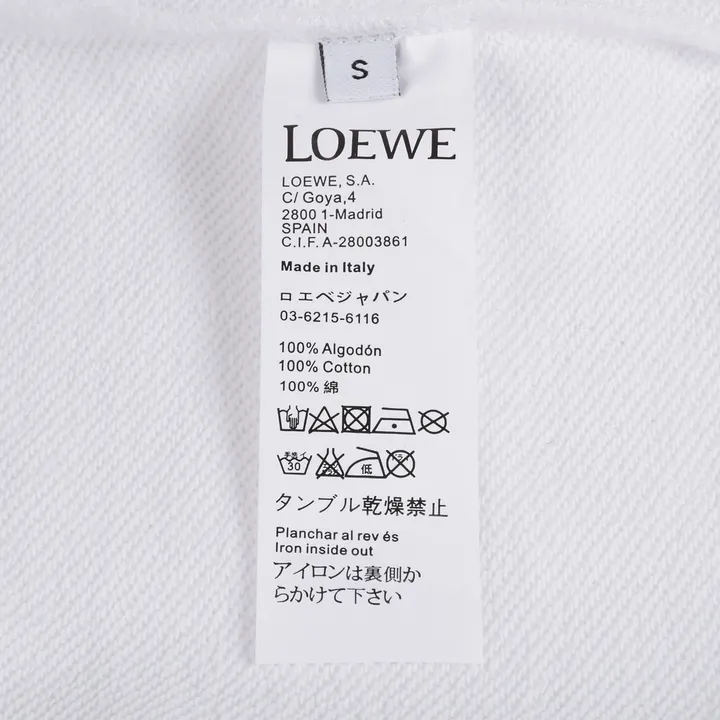 S
LOEWE
LOEWE, S.A.
C/ Goya,4
2800 1-Madrid
SPAIN
C.I.F. A-28003861
Made in Italy
ロエベジャパン
03-6215-6116
100% Algodón
100% Cotton
100% 綿
手洗イ
30
低
タンブル乾燥禁止
Planchar al rev és
Iron inside out
アイロンは裏側か
らかけて下さい